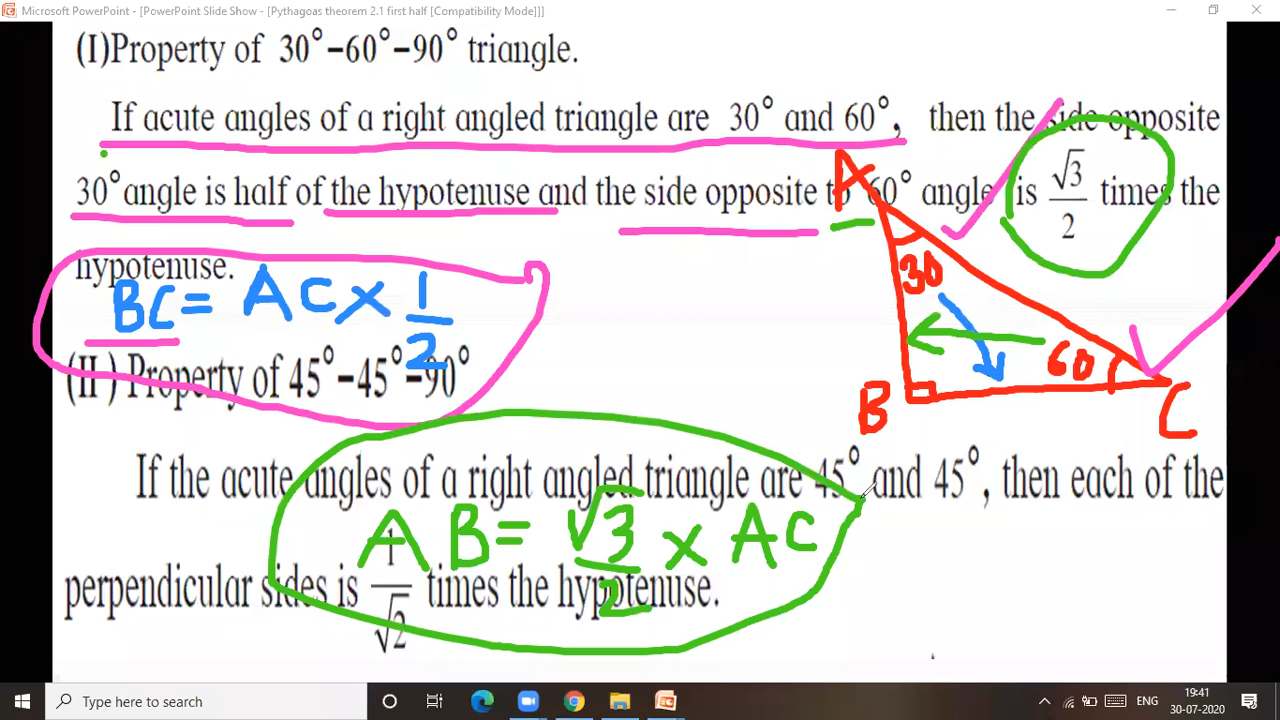 Microsoft PowerPoint - [PowerPoint Slide Show - [Pythagoas theorem 2.1 first half [Compatibility Mode]]]
(I)Property of 30°-60°-90° triangle.
If acute angles of a right angled triangle are 30° and 60°, then the side opposite
30° angle is half of the hypotenuse and the side opposite to 60° angle is √3/2 times the
hypotenuse.
A
30
60
B
C
BC = AC × 1/2
(II) Property of 45°-45°-90°
If the acute angles of a right angled triangle are 45° and 45°, then each of the
AB = √3/2 × AC
perpendicular sides is 1/√2 times the hypotenuse.
Type here to search
ENG
19:41
30-07-2020